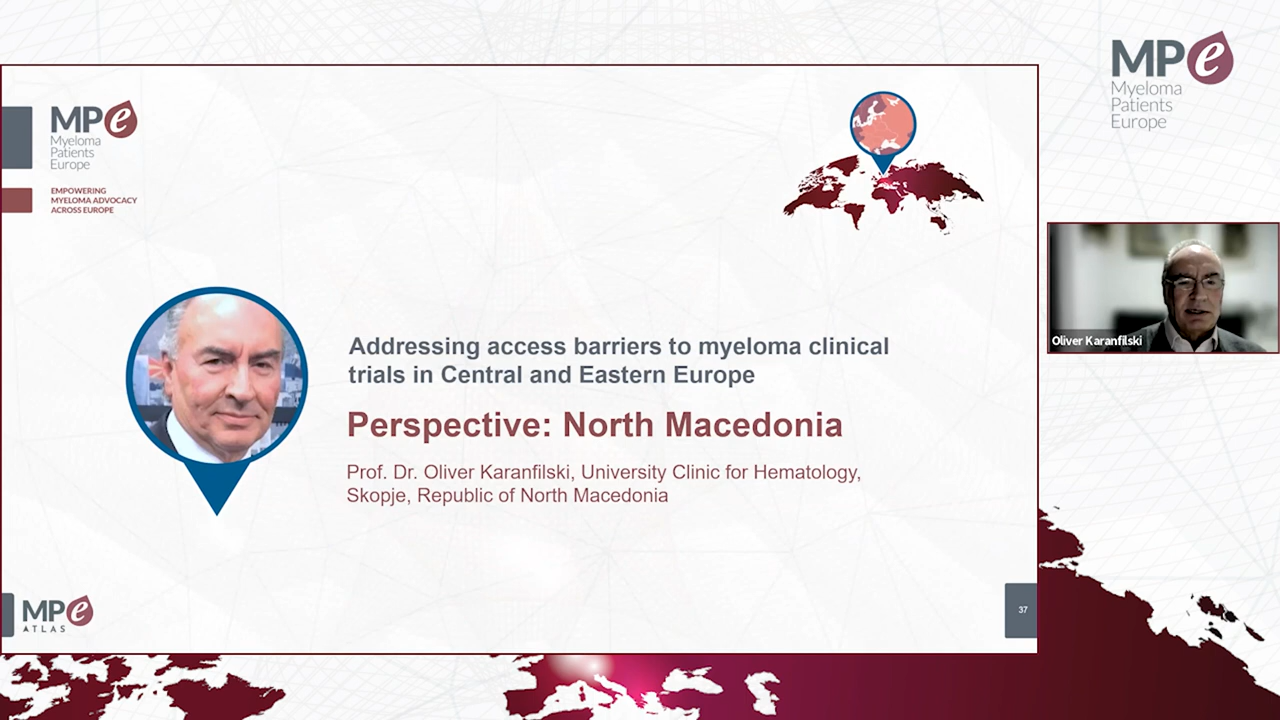 MPe
Myeloma
Patients
Europe
EMPOWERING
MYELOMA ADVOCACY
ACROSS EUROPE
Addressing access barriers to myeloma clinical
trials in Central and Eastern Europe
Perspective: North Macedonia
Prof. Dr. Oliver Karanfilski, University Clinic for Hematology,
Skopje, Republic of North Macedonia
MPe
ATLAS
37
MPe
Myeloma
Patients
Europe
Oliver Karanfilski